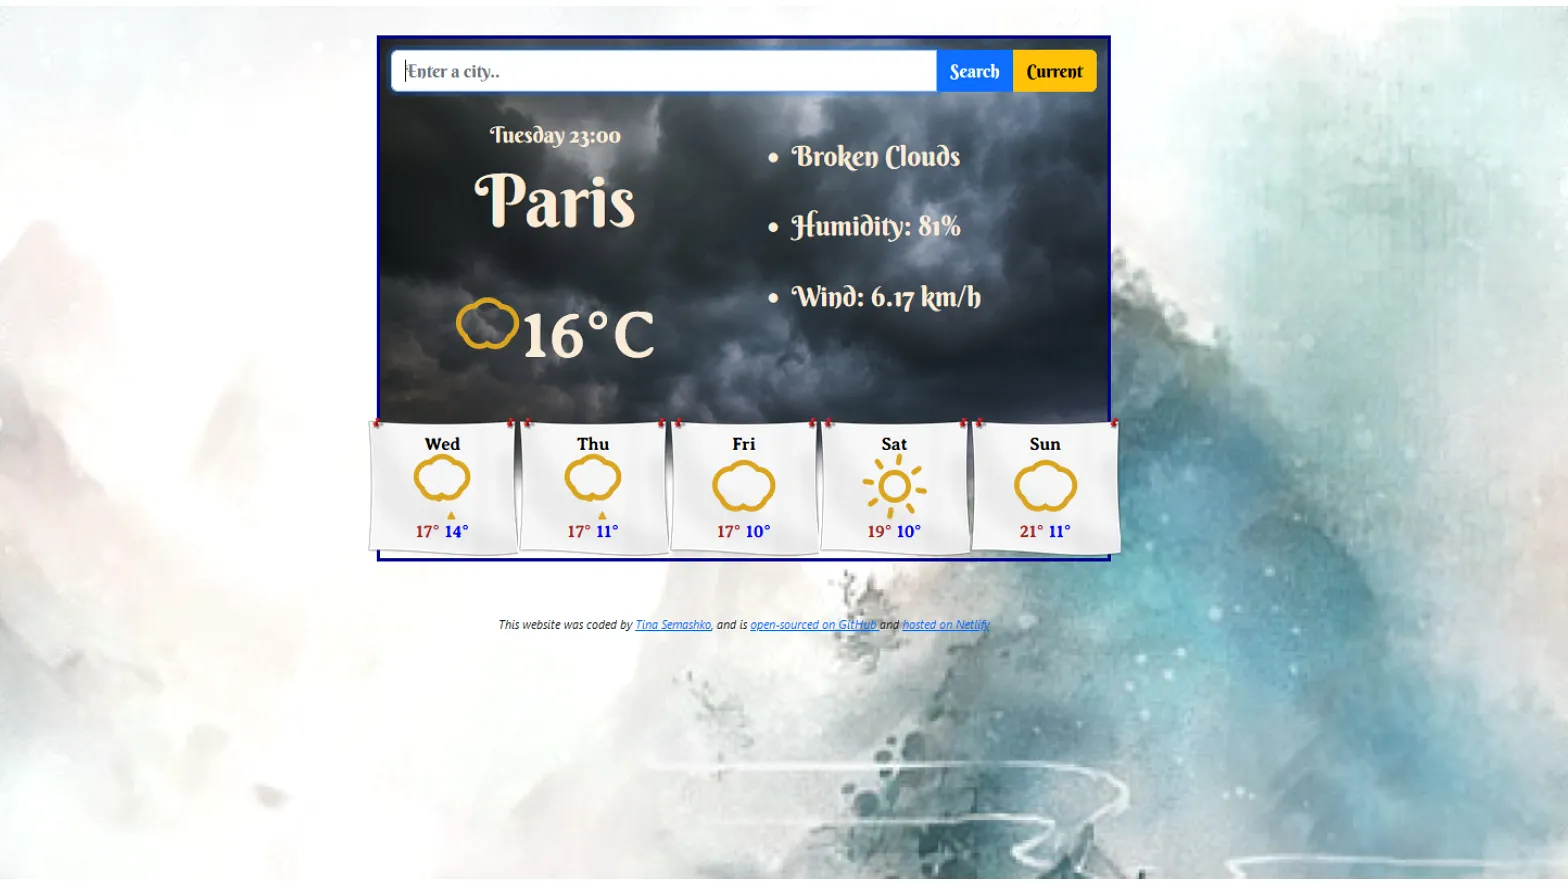 Enter a city..
Search
Current
Tuesday 23:00
Paris
16°C
Broken Clouds
Humidity: 81%
Wind: 6.17 km/h
Wed
17° 14°
Thu
17° 11°
Fri
17° 10°
Sat
19° 10°
Sun
21° 11°
This website was coded by Tina Semashko, and is open-sourced on GitHub and hosted on Netlify